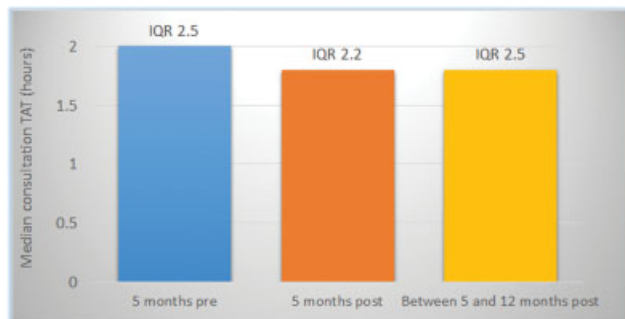 IQR 2.5
IQR 2.2
IQR 2.5
Median consultation TAT (hours)
2
1.5
1
0.5
0
5 months pre
5 months post
Between 5 and 12 months post